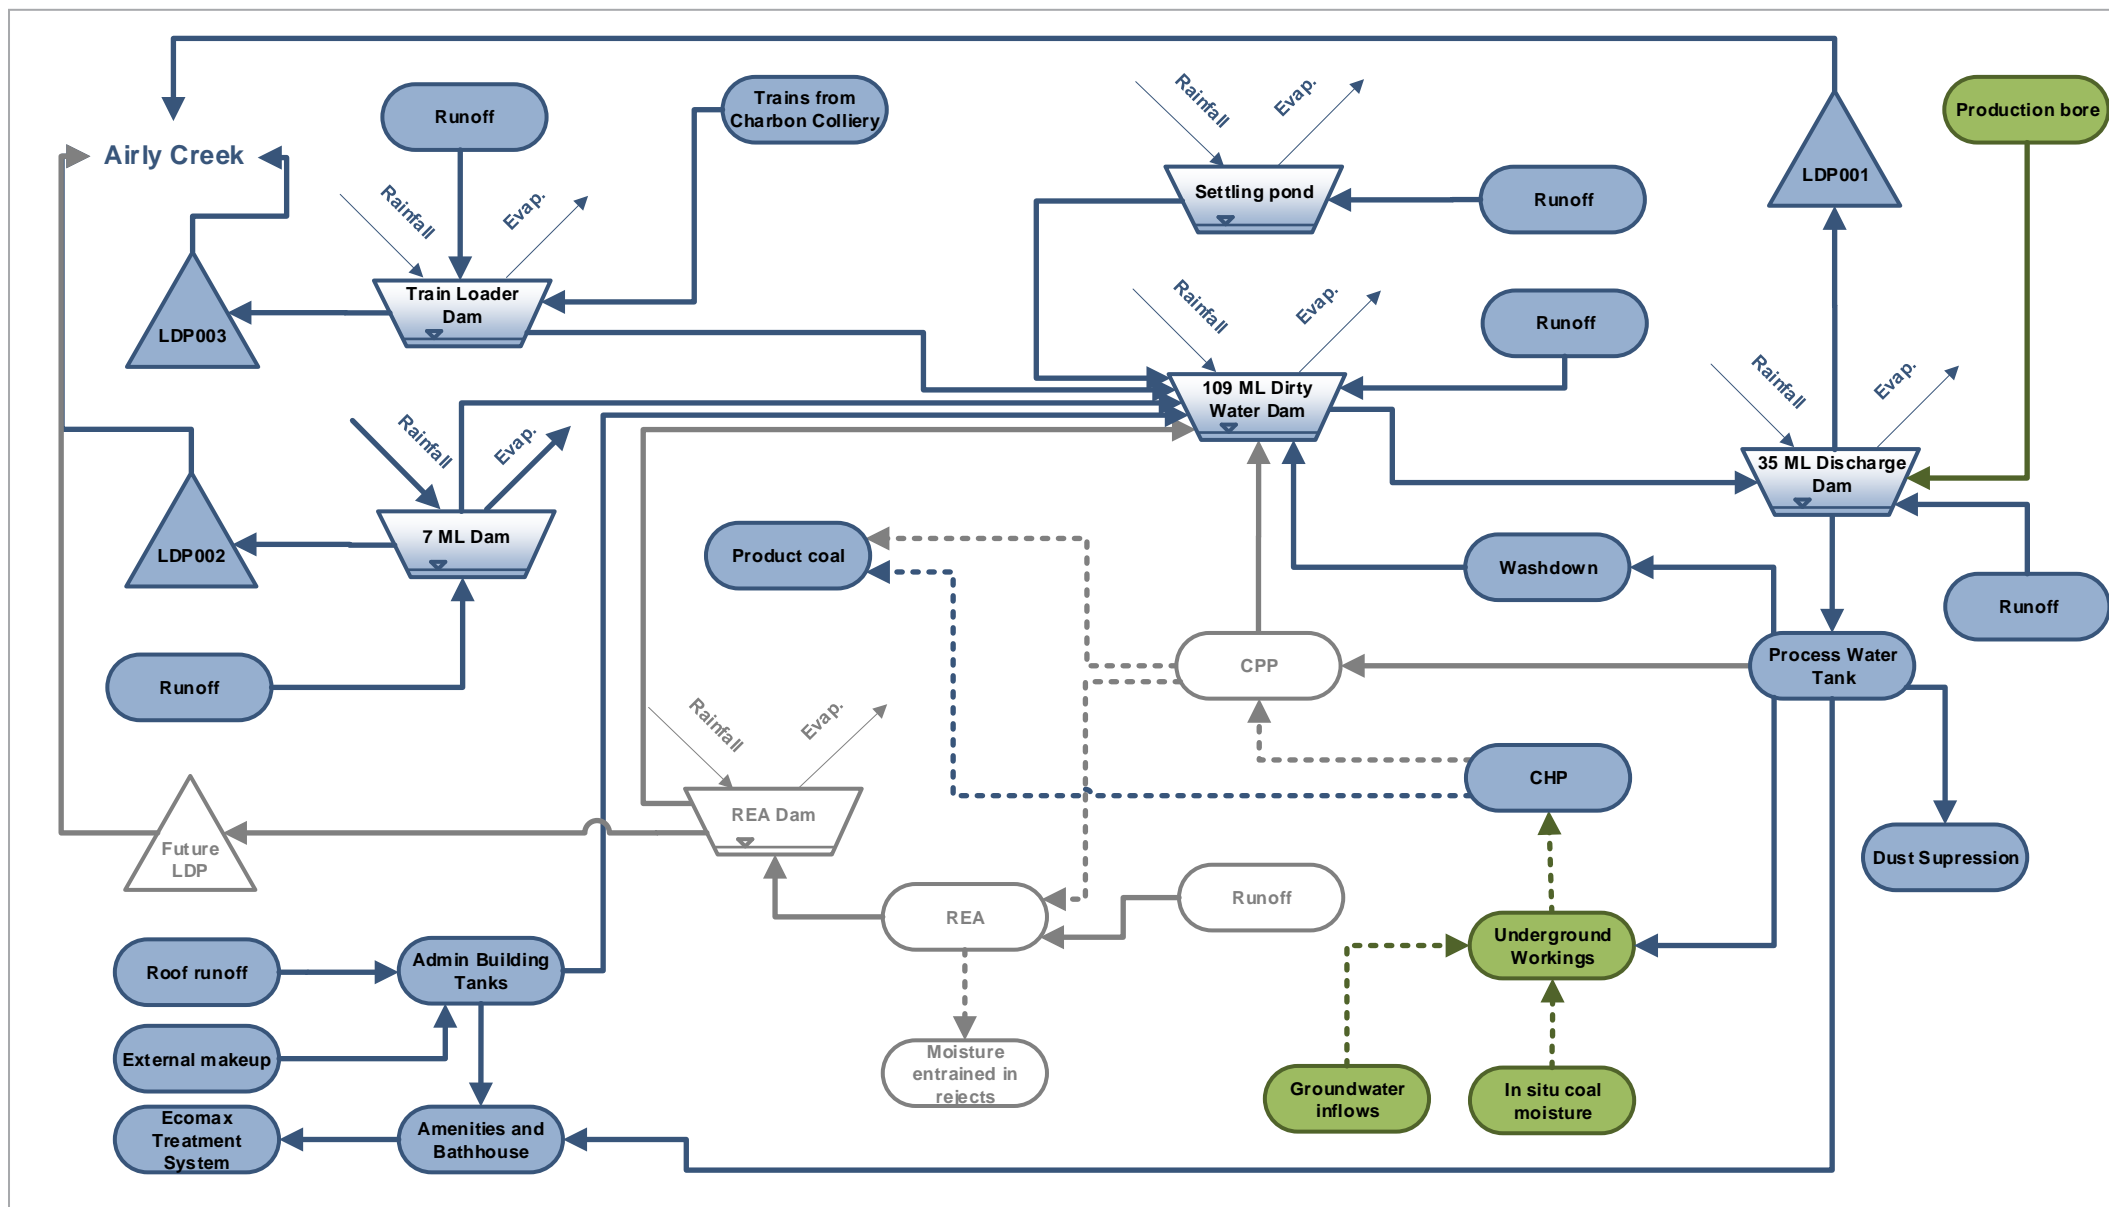 Runoff
Trains from
Charbon Colliery
Rainfall
Evap.
Production bore
Airly Creek
LDP001
Settling pond
Runoff
Rainfall
Evap.
Train Loader
Dam
LDP003
Rainfall
Evap.
Runoff
109 ML Dirty
Water Dam
Rainfall
Evap.
35 ML Discharge
Dam
Rainfall
Evap.
7 ML Dam
LDP002
Product coal
Washdown
Runoff
Runoff
CPP
Process Water
Tank
Rainfall
Evap.
CHP
REA Dam
Future
LDP
Dust Supression
REA
Runoff
Underground
Workings
Roof runoff
Admin Building
Tanks
External makeup
Moisture
entrained in
rejects
Groundwater
inflows
In situ coal
moisture
Ecomax
Treatment
System
Amenities and
Bathhouse
Rainfall
Evap.